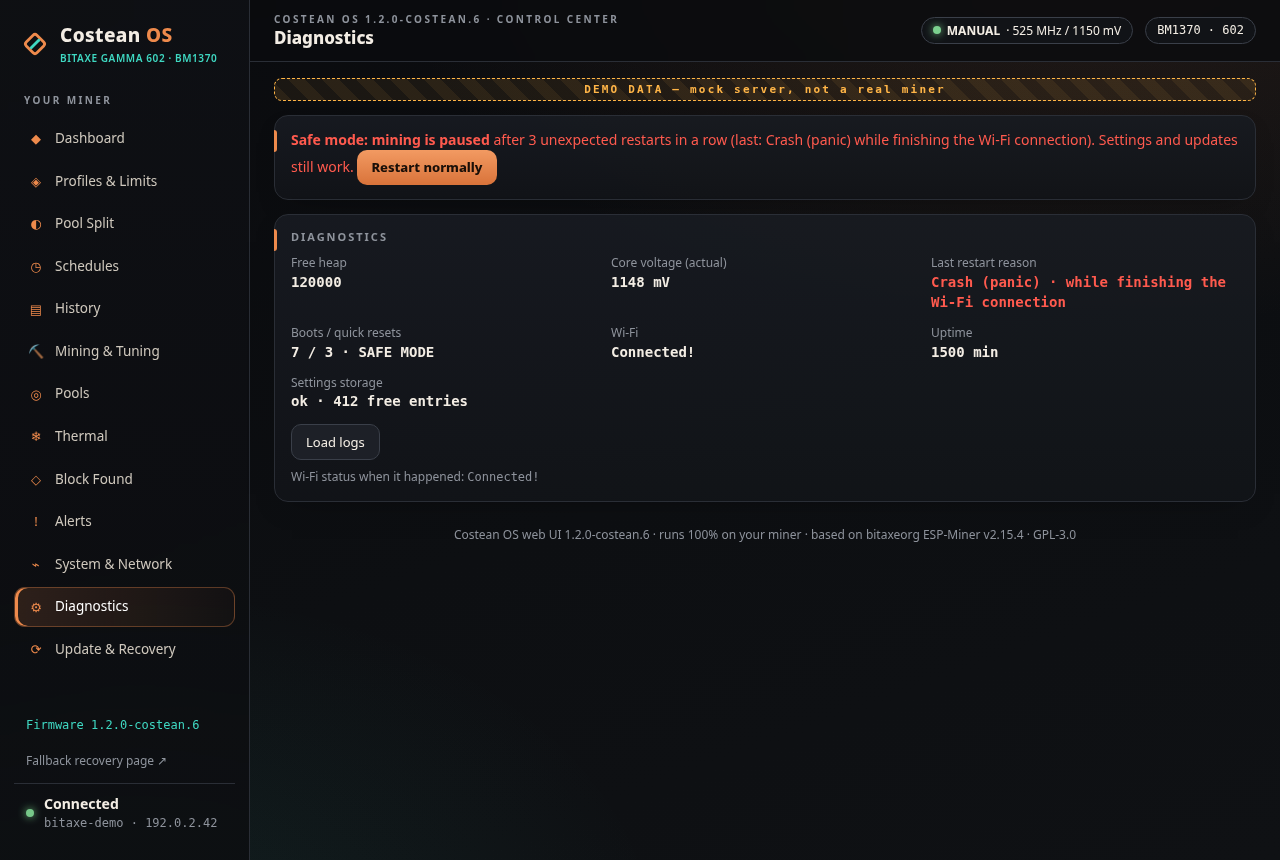 Costean OS
BITAXE GAMMA 602 · BM1370
YOUR MINER
Dashboard
Profiles & Limits
Pool Split
Schedules
History
Mining & Tuning
Pools
Thermal
Block Found
Alerts
System & Network
Diagnostics
Update & Recovery
Firmware 1.2.0-costean.6
Fallback recovery page ↗
Connected
bitaxe-demo · 192.0.2.42
COSTEAN OS 1.2.0-COSTEAN.6 · CONTROL CENTER
Diagnostics
MANUAL · 525 MHz / 1150 mV
BM1370 · 602
DEMO DATA — mock server, not a real miner
Safe mode: mining is paused after 3 unexpected restarts in a row (last: Crash (panic) while finishing the Wi-Fi connection). Settings and updates
still work. Restart normally
DIAGNOSTICS
Free heap
120000
Core voltage (actual)
1148 mV
Last restart reason
Crash (panic) · while finishing the
Wi-Fi connection
Boots / quick resets
7 / 3 · SAFE MODE
Wi-Fi
Connected!
Uptime
1500 min
Settings storage
ok · 412 free entries
Load logs
Wi-Fi status when it happened: Connected!
Costean OS web UI 1.2.0-costean.6 · runs 100% on your miner · based on bitaxeorg ESP-Miner v2.15.4 · GPL-3.0